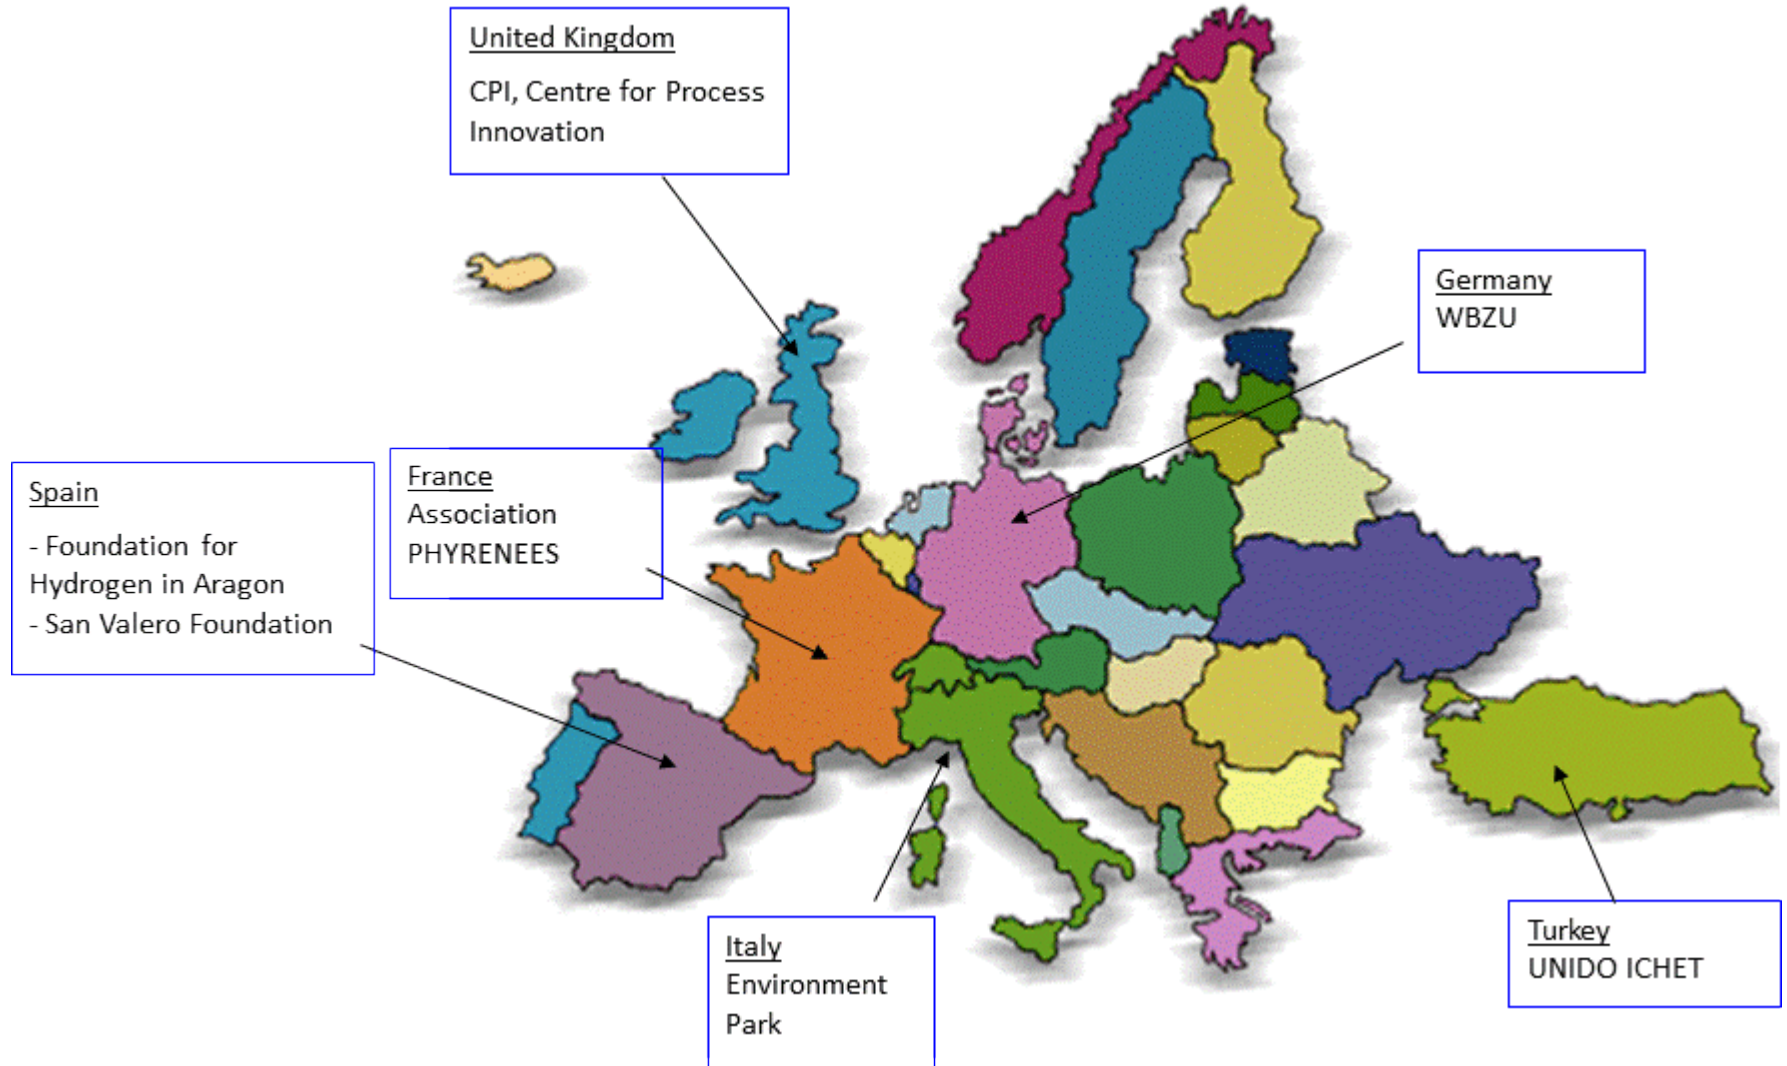 United Kingdom
CPI, Centre for Process
Innovation
Germany
WBZU
France
Association
PHYRENEES
Spain
- Foundation for
Hydrogen in Aragon
- San Valero Foundation
Italy
Environment
Park
Turkey
UNIDO ICHET